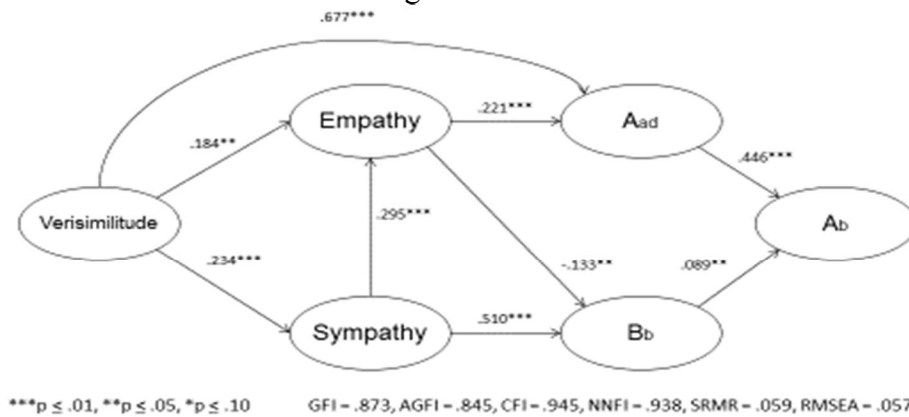 .677***
Empathy
.221***
Aad
.184**
.446***
Verisimilitude
.295***
Ab
.234***
-.133**
.089**
Sympathy
.510***
Bb
***p ≤ .01, **p ≤ .05, *p ≤ .10 GFI = .873, AGFI = .845, CFI = .945, NNFI = .938, SRMR = .059, RMSEA = .057